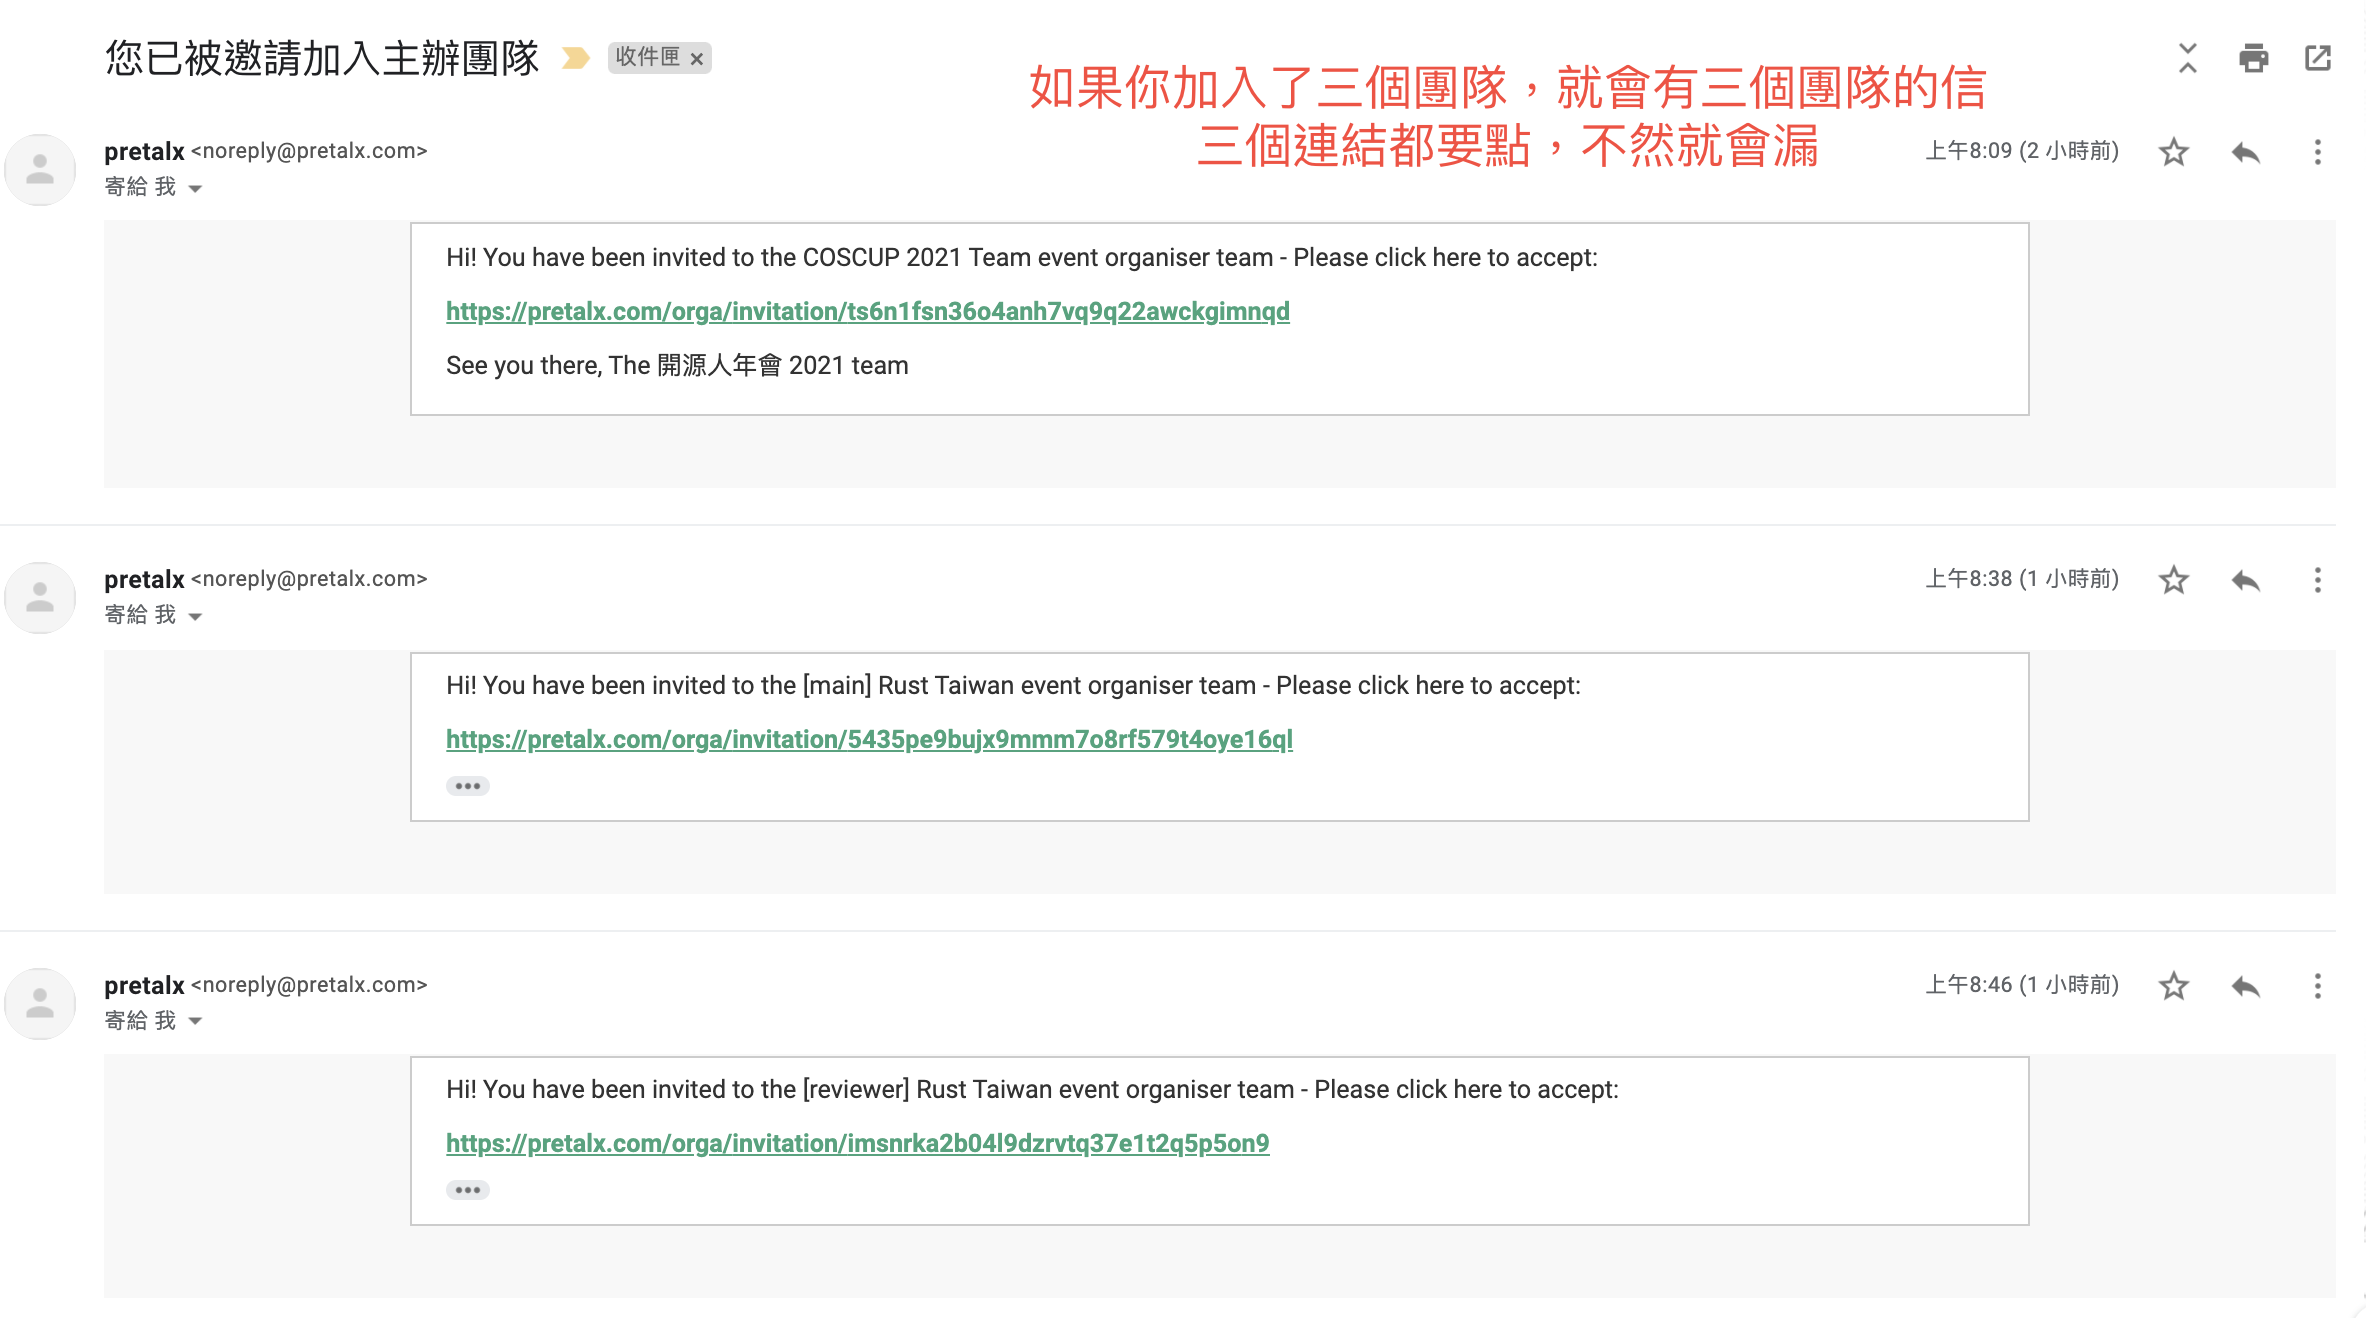 您已被邀請加入主辦團隊 收件匣 ×
如果你加入了三個團隊，就會有三個團隊的信
三個連結都要點，不然就會漏
pretalx <noreply@pretalx.com> 上午8:09 (2 小時前)
寄給 我
Hi! You have been invited to the COSCUP 2021 Team event organiser team - Please click here to accept:
https://pretalx.com/orga/invitation/ts6n1fsn36o4anh7vq9q22awckgimnqd
See you there, The 開源人年會 2021 team
pretalx <noreply@pretalx.com> 上午8:38 (1 小時前)
寄給 我
Hi! You have been invited to the [main] Rust Taiwan event organiser team - Please click here to accept:
https://pretalx.com/orga/invitation/5435pe9bujx9mmm7o8rf579t4oye16ql
pretalx <noreply@pretalx.com> 上午8:46 (1 小時前)
寄給 我
Hi! You have been invited to the [reviewer] Rust Taiwan event organiser team - Please click here to accept:
https://pretalx.com/orga/invitation/imsnrka2b04l9dzrvtq37e1t2q5p5on9